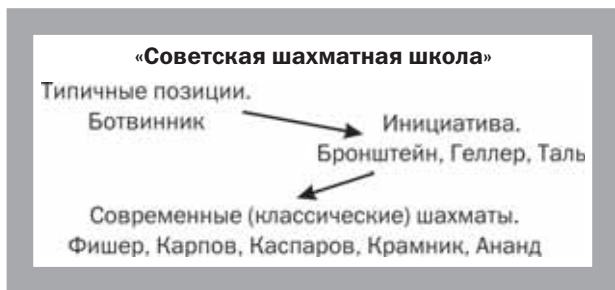 «Советская шахматная школа»
Типичные позиции.
Ботвинник
Инициатива.
Бронштейн, Геллер, Таль
Современные (классические) шахматы.
Фишер, Карпов, Каспаров, Крамник, Ананд